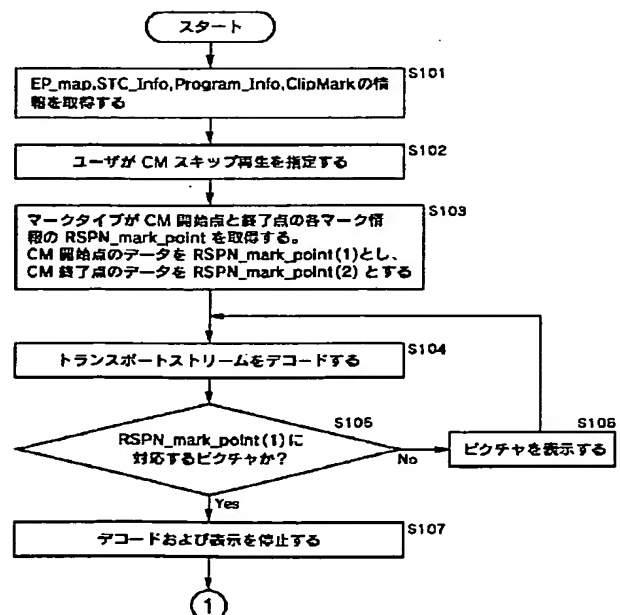 スタート
S101
EP_map,STC_Info,Program_Info,ClipMarkの情
報を取得する
S102
ユーザが CM スキップ再生を指定する
S103
マークタイプが CM 開始点と終了点の各マーク情
報の RSPN_mark_point を取得する。
CM 開始点のデータを RSPN_mark_point(1)とし、
CM 終了点のデータを RSPN_mark_point(2) とする
S104
トランスポートストリームをデコードする
S105
RSPN_mark_point(1)に
対応するピクチャか？
No
S106
ピクチャを表示する
Yes
S107
デコードおよび表示を停止する
1